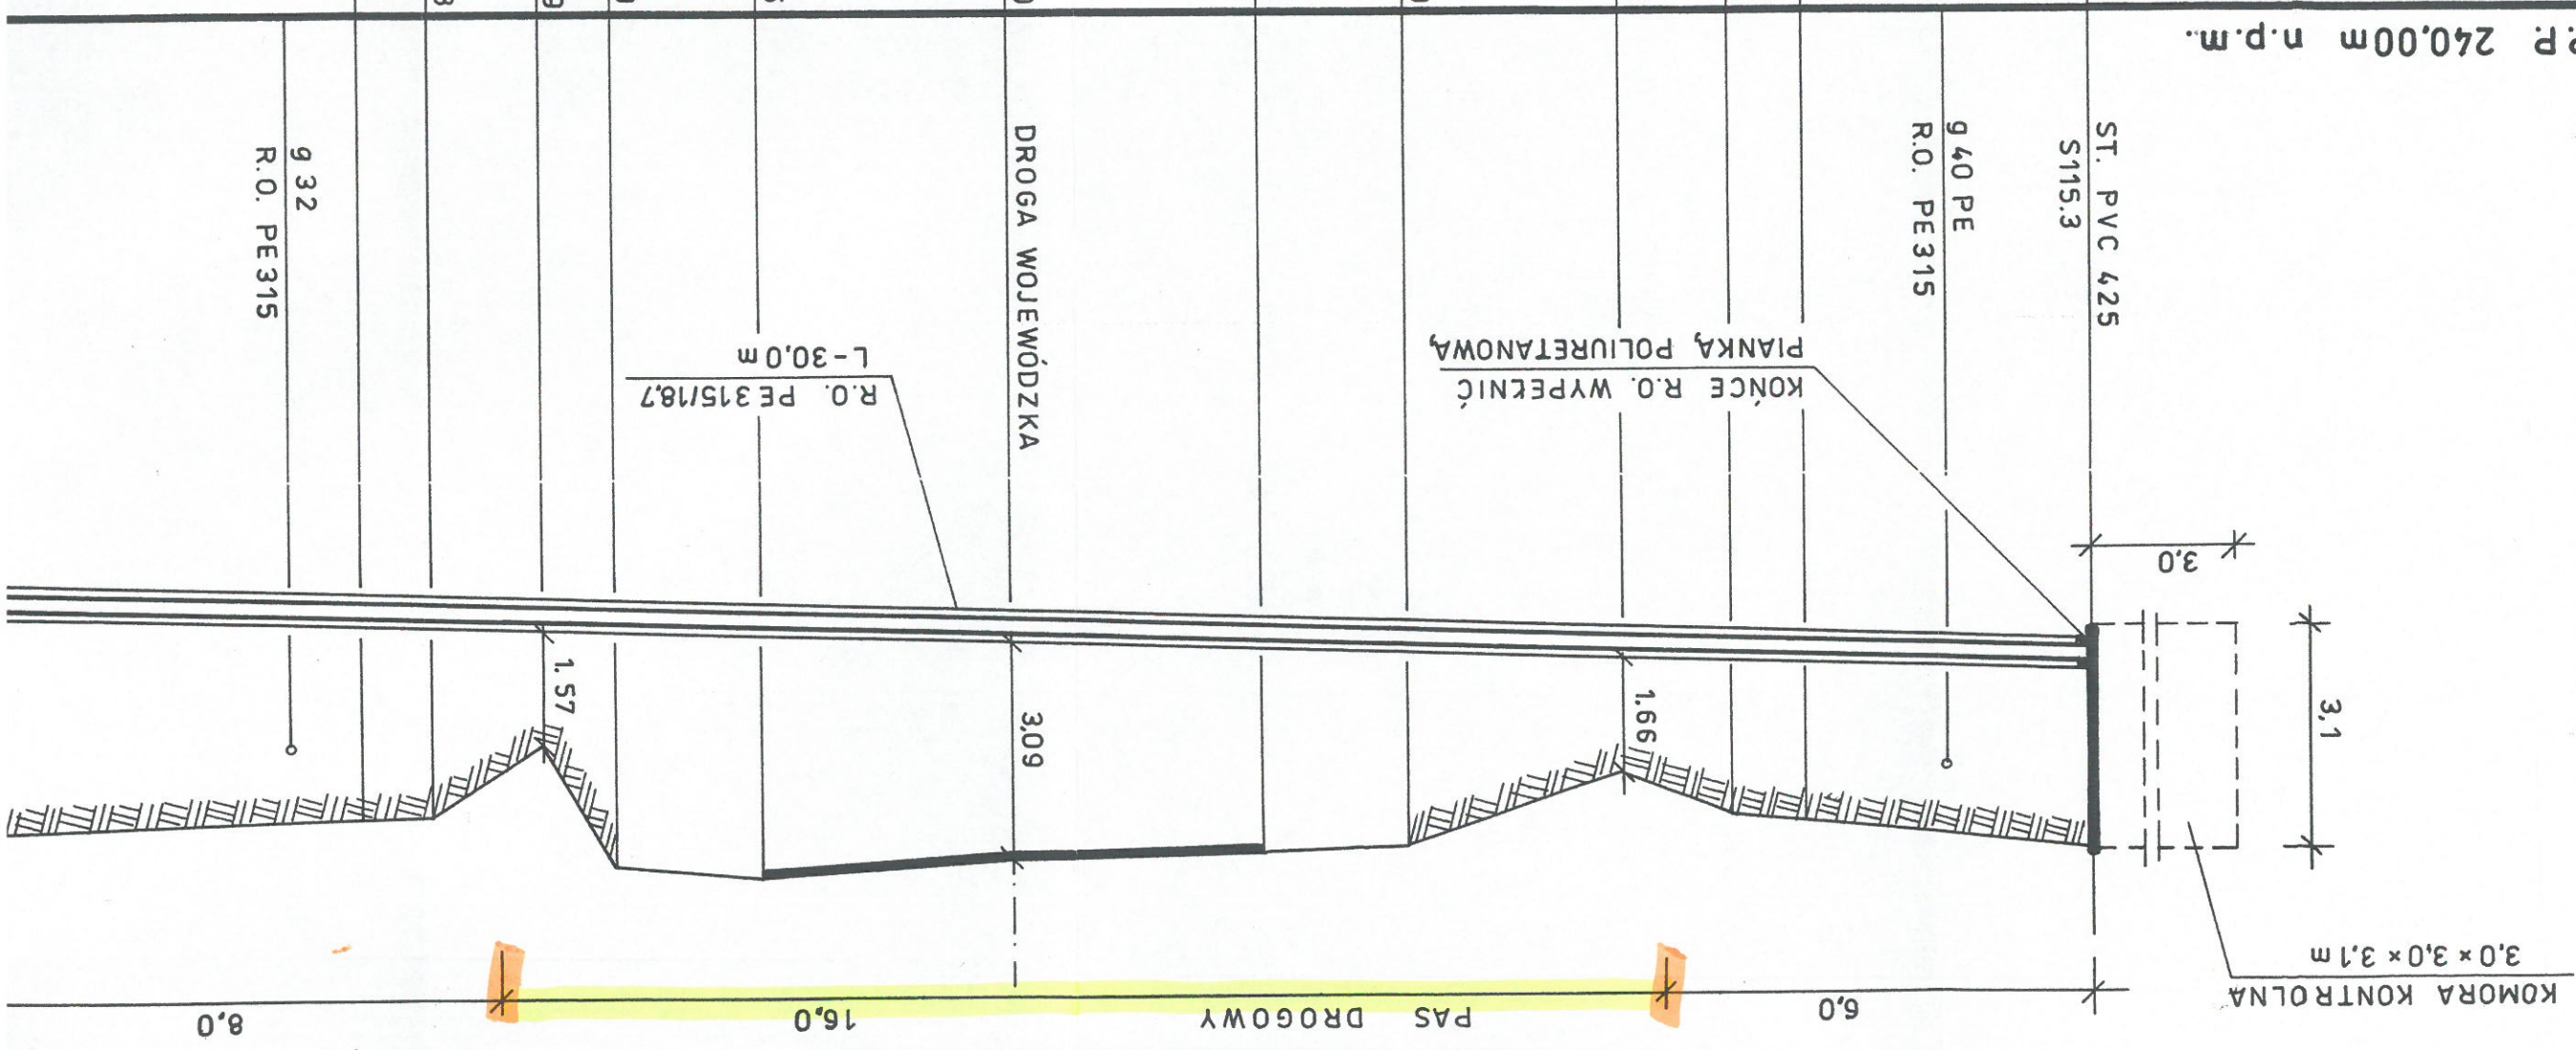 KOMORA KONTROLNA
3,0 × 3,0 × 3,1 m
6,0
PAS DROGOWY
16,0
8,0
3,1
3,0
1.66
3,09
1.57
KOŃCE R.O. WYPEŁNIĆ
PIANKĄ POLIURETANOWĄ
R.O. PE 315/18,7
L-30,0 m
ST. PVC 425
S115.3
g 40 PE
R.O. PE 315
DROGA WOJEWÓDZKA
g 32
R.O. PE 315
P. 240,00m n.p.m.